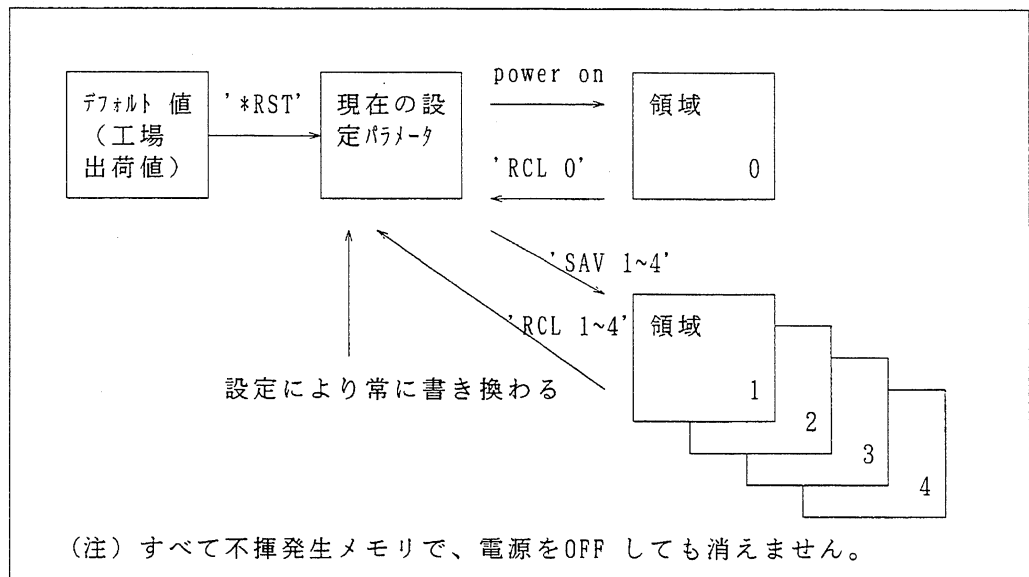 デフォルト 値
（工場
出荷値）
'*RST'
現在の設
定パラメータ
power on
'RCL 0'
領域
0
'SAV 1~4'
'RCL 1~4'
領域
1
2
3
4
設定により常に書き換わる
（注）すべて不揮発生メモリで、電源をOFF しても消えません。